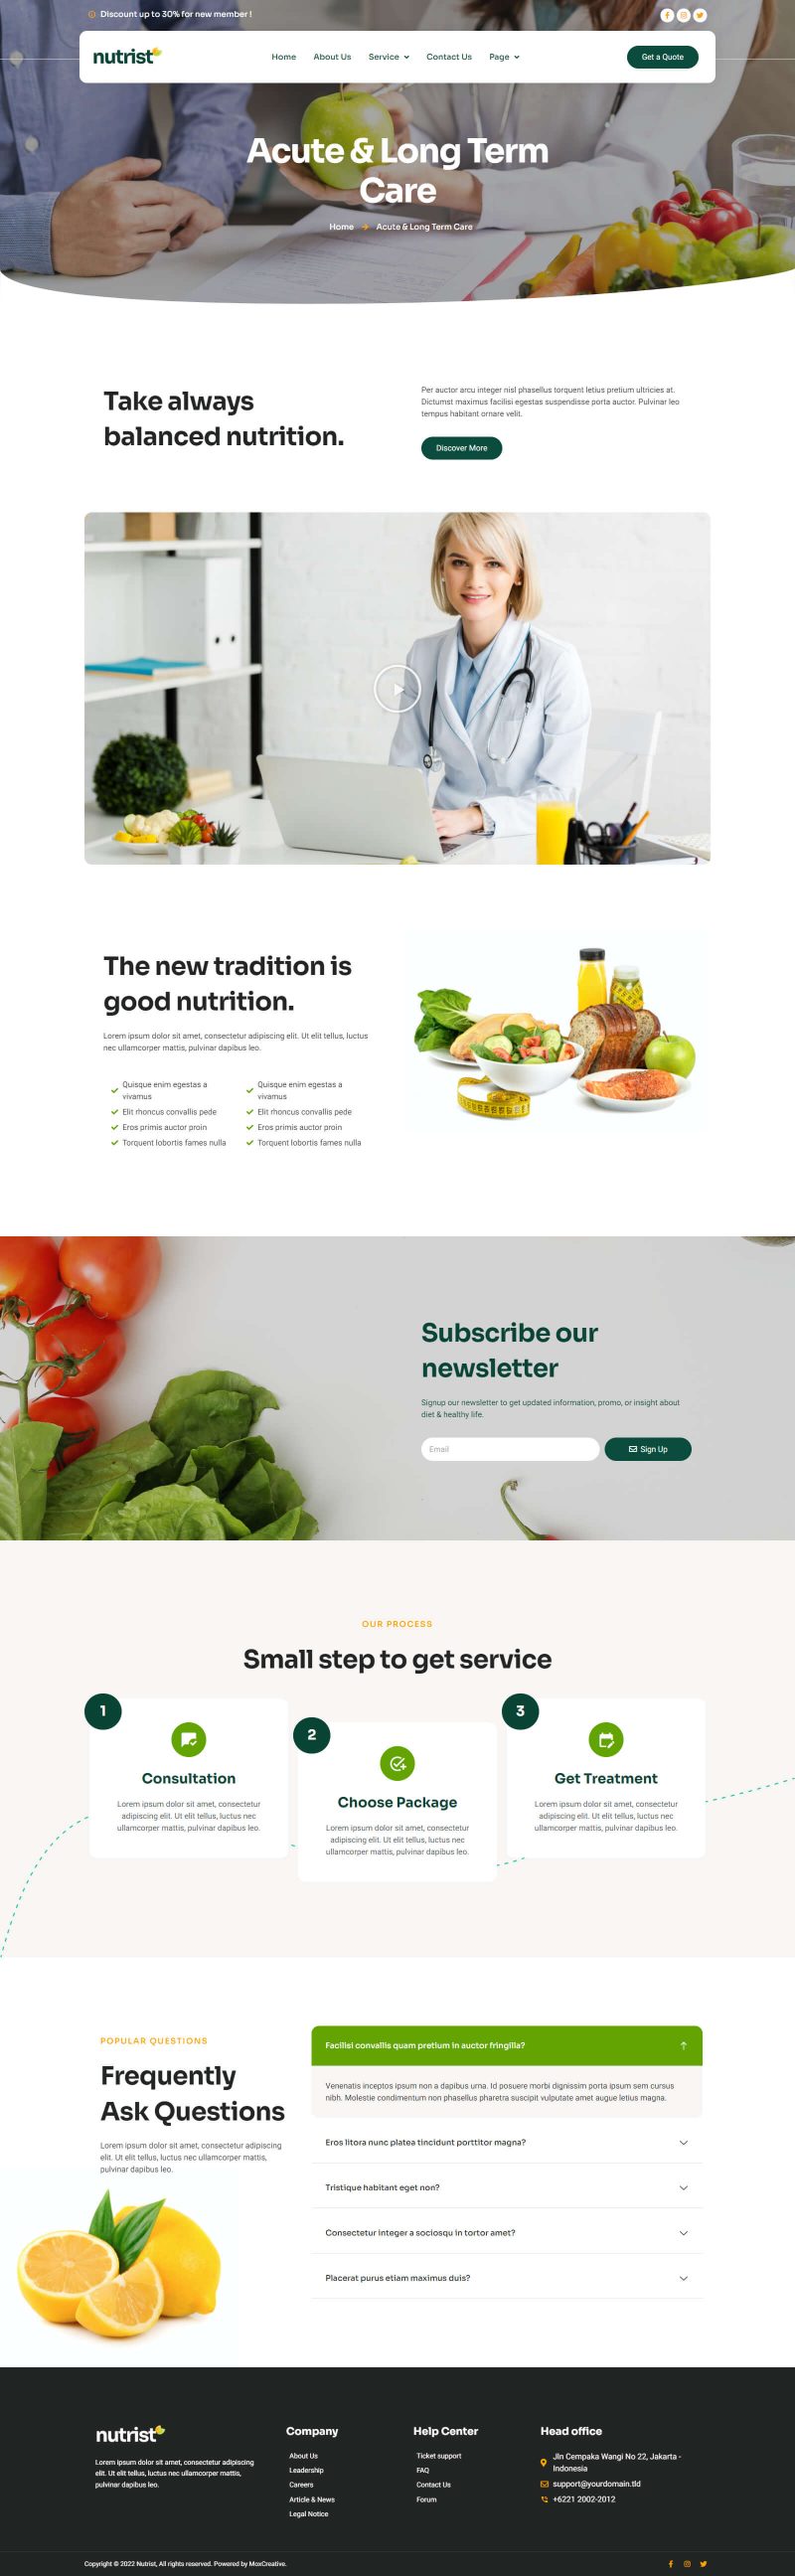 Discount up to 30% for new member !
nutrist
Home About Us Service Contact Us Page
Get a Quote
Acute & Long Term
Care
Home Acute & Long Term Care
Take always
balanced nutrition.
Per auctor arcu integer nisl phasellus torquent letius pretium ultricies at.
Dictumst maximus facilisi egestas suspendisse porta auctor. Pulvinar leo
tempus habitant ornare velit.
Discover More
The new tradition is
good nutrition.
Lorem ipsum dolor sit amet, consectetur adipiscing elit. Ut elit tellus, luctus
nec ullamcorper mattis, pulvinar dapibus leo.
Quisque enim egestas a
vivamus
Elit rhoncus convallis pede
Eros primis auctor proin
Torquent lobortis fames nulla
Quisque enim egestas a
vivamus
Elit rhoncus convallis pede
Eros primis auctor proin
Torquent lobortis fames nulla
Subscribe our
newsletter
Signup our newsletter to get updated information, promo, or insight about
diet & healthy life.
Email
Sign Up
OUR PROCESS
Small step to get service
1
Consultation
Lorem ipsum dolor sit amet, consectetur
adipiscing elit. Ut elit tellus, luctus nec
ullamcorper mattis, pulvinar dapibus leo.
2
Choose Package
Lorem ipsum dolor sit amet, consectetur
adipiscing elit. Ut elit tellus, luctus nec
ullamcorper mattis, pulvinar dapibus leo.
3
Get Treatment
Lorem ipsum dolor sit amet, consectetur
adipiscing elit. Ut elit tellus, luctus nec
ullamcorper mattis, pulvinar dapibus leo.
POPULAR QUESTIONS
Frequently
Ask Questions
Lorem ipsum dolor sit amet, consectetur adipiscing
elit. Ut elit tellus, luctus nec ullamcorper mattis,
pulvinar dapibus leo.
Facilisi convallis quam pretium in auctor fringilla?
Venenatis inceptos ipsum non a dapibus urna. Id posuere morbi dignissim porta ipsum sem cursus
nibh. Molestie condimentum non phasellus pharetra suscipit vulputate amet augue letius magna.
Eros litora nunc platea tincidunt porttitor magna?
Tristique habitant eget non?
Consectetur integer a sociosqu in tortor amet?
Placerat purus etiam maximus duis?
nutrist
Lorem ipsum dolor sit amet, consectetur adipiscing
elit. Ut elit tellus, luctus nec ullamcorper mattis,
pulvinar dapibus leo.
Company
About Us
Leadership
Careers
Article & News
Legal Notice
Help Center
Ticket support
FAQ
Contact Us
Forum
Head office
Jln Cempaka Wangi No 22, Jakarta -
Indonesia
support@yourdomain.tld
+6221 2002-2012
Copyright © 2022 Nutrist, All rights reserved. Powered by MoxCreative.